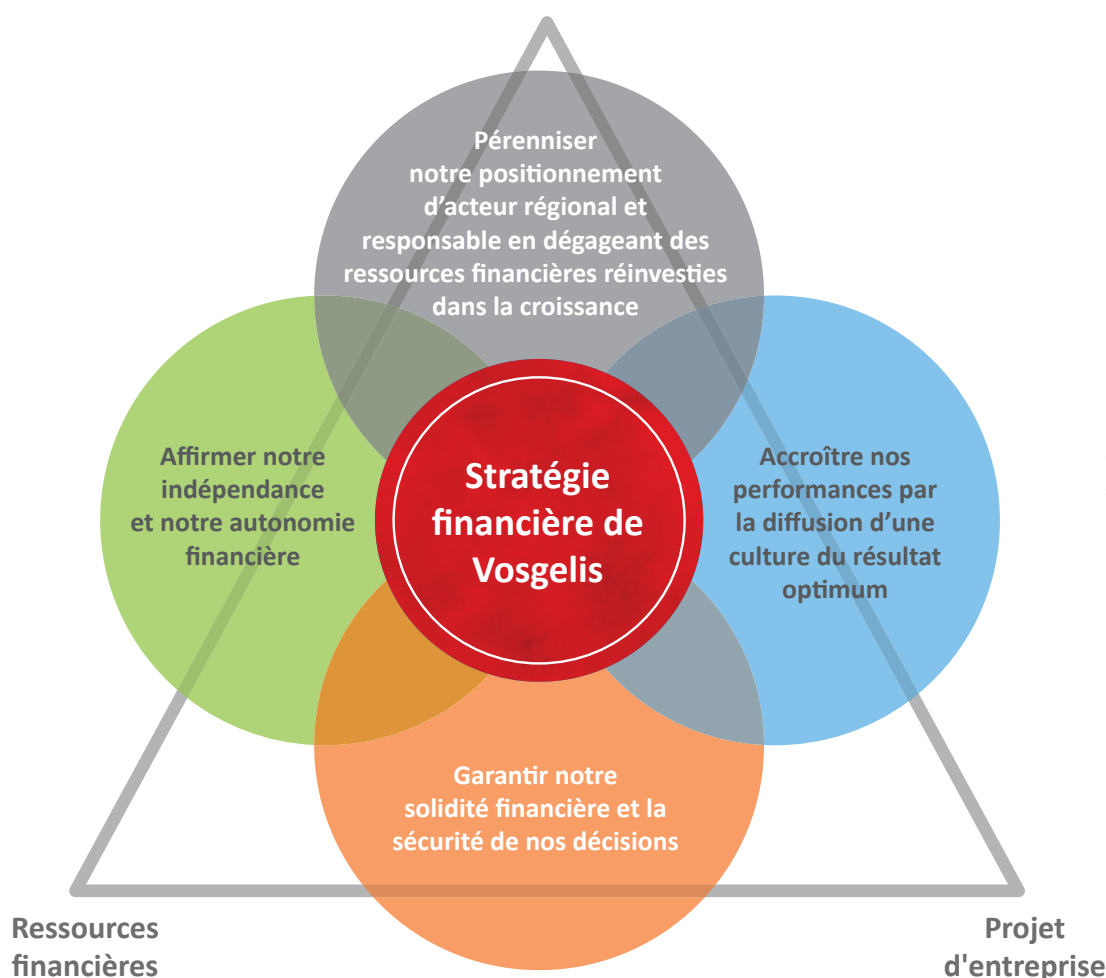 Pérenniser
notre positionnement
d’acteur régional et
responsable en dégageant des
ressources financières réinvesties
dans la croissance
Affirmer notre
indépendance
et notre autonomie
financière
Stratégie
financière de
Vosgelis
Accroître nos
performances par
la diffusion d’une
culture du résultat
optimum
Garantir notre
solidité financière et la
sécurité de nos décisions
Ressources
financières
Projet
d'entreprise